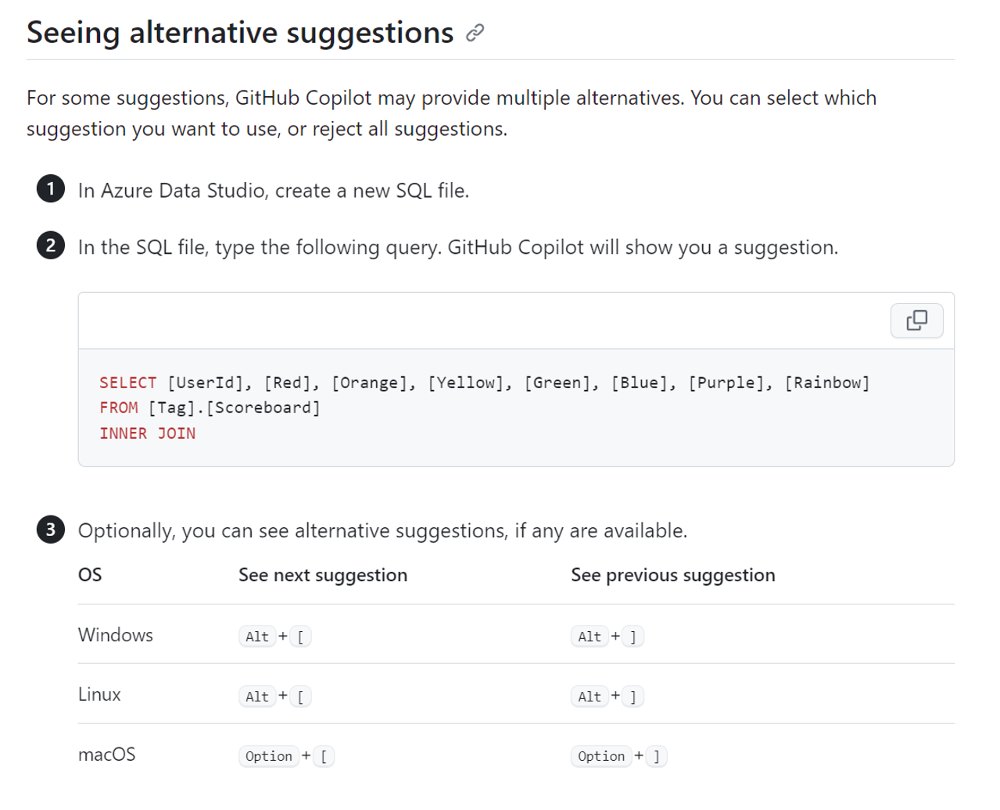 Seeing alternative suggestions
For some suggestions, GitHub Copilot may provide multiple alternatives. You can select which
suggestion you want to use, or reject all suggestions.
1 In Azure Data Studio, create a new SQL file.
2 In the SQL file, type the following query. GitHub Copilot will show you a suggestion.
SELECT [UserId], [Red], [Orange], [Yellow], [Green], [Blue], [Purple], [Rainbow]
FROM [Tag].[Scoreboard]
INNER JOIN
3 Optionally, you can see alternative suggestions, if any are available.
OS See next suggestion See previous suggestion
Windows Alt + [ Alt + ]
Linux Alt + [ Alt + ]
macOS Option + [ Option + ]